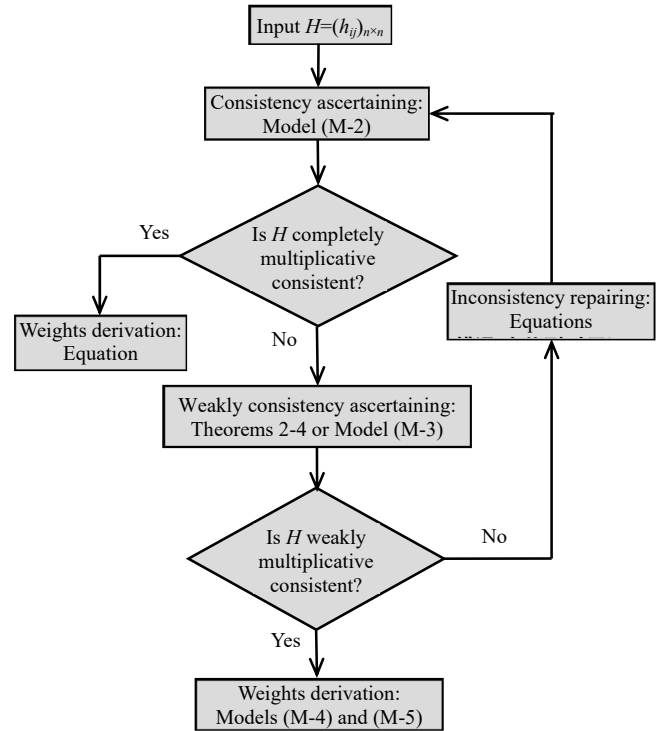 Input H=(hij)n×n
Consistency ascertaining:
Model (M-2)
Is H completely
multiplicative
consistent?
Yes
No
Weights derivation:
Equation
Inconsistency repairing:
Equations
Weakly consistency ascertaining:
Theorems 2-4 or Model (M-3)
Is H weakly
multiplicative
consistent?
No
Yes
Weights derivation:
Models (M-4) and (M-5)